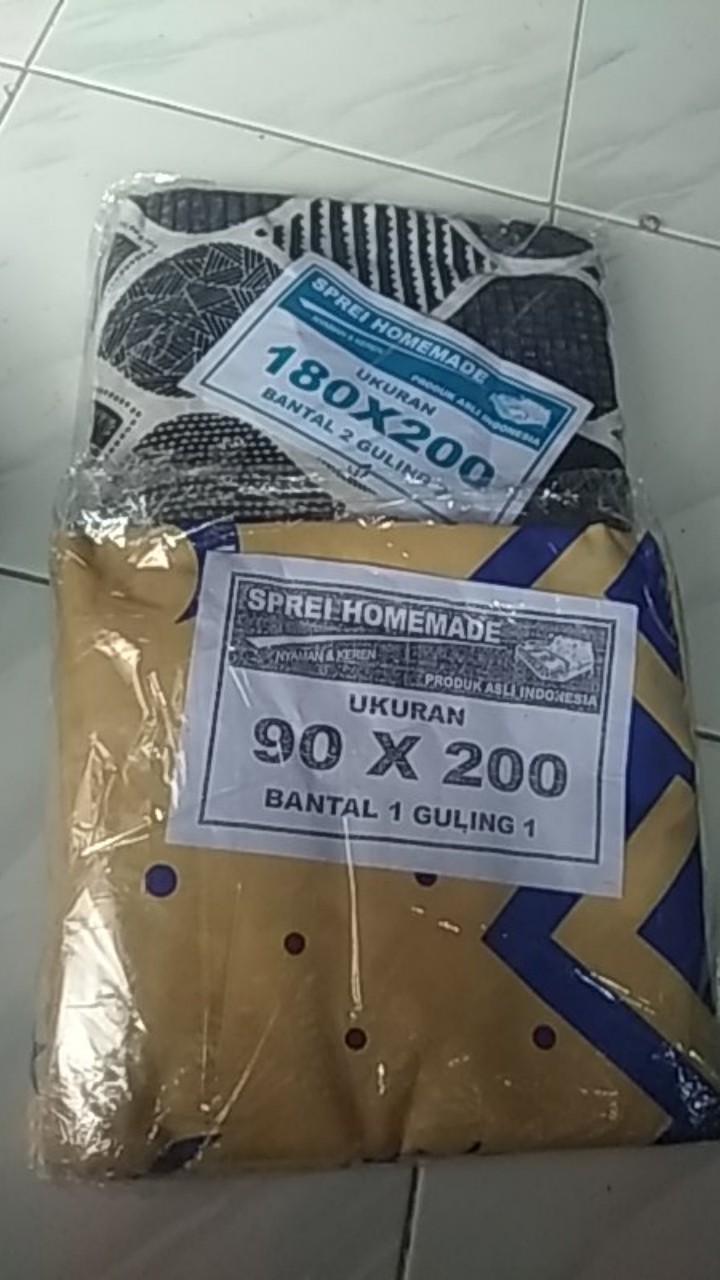 SPREI HOMEMADE
PRODUK ASLI INDONESIA
UKURAN
180X200
BANTAL 2 GULING
SPREI HOMEMADE
NYAMAN & KEREN
PRODUK ASLI INDONESIA
UKURAN
90 X 200
BANTAL 1 GULING 1